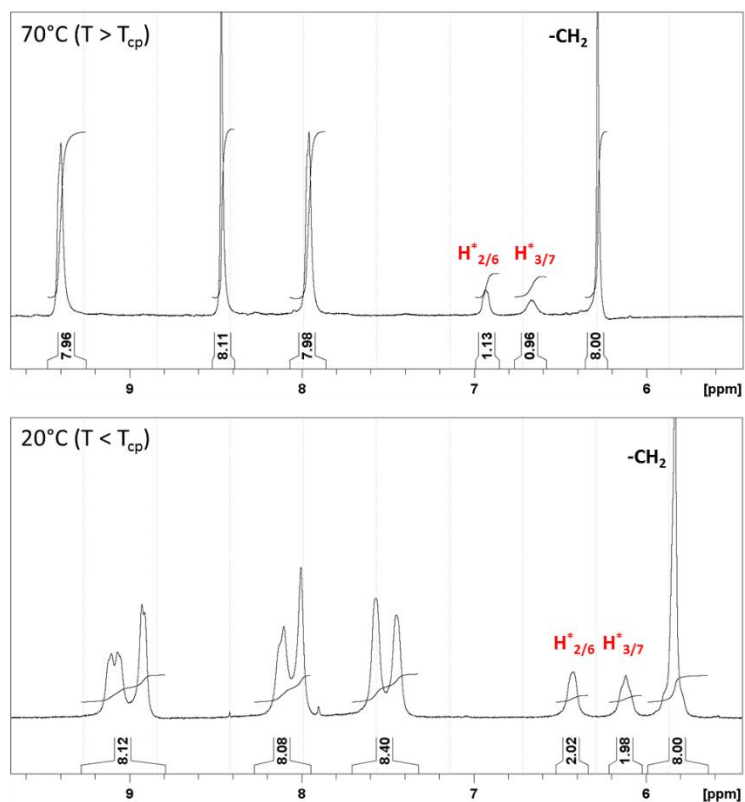 70°C (T > Tcp)
-CH2
H*2/6 H*3/7
7.96 8.11 7.98 1.13 0.96 8.00
9 8 7 6 [ppm]
20°C (T < Tcp)
-CH2
H*2/6 H*3/7
8.12 8.08 8.40 2.02 1.98 8.00
9 8 7 6 [ppm]